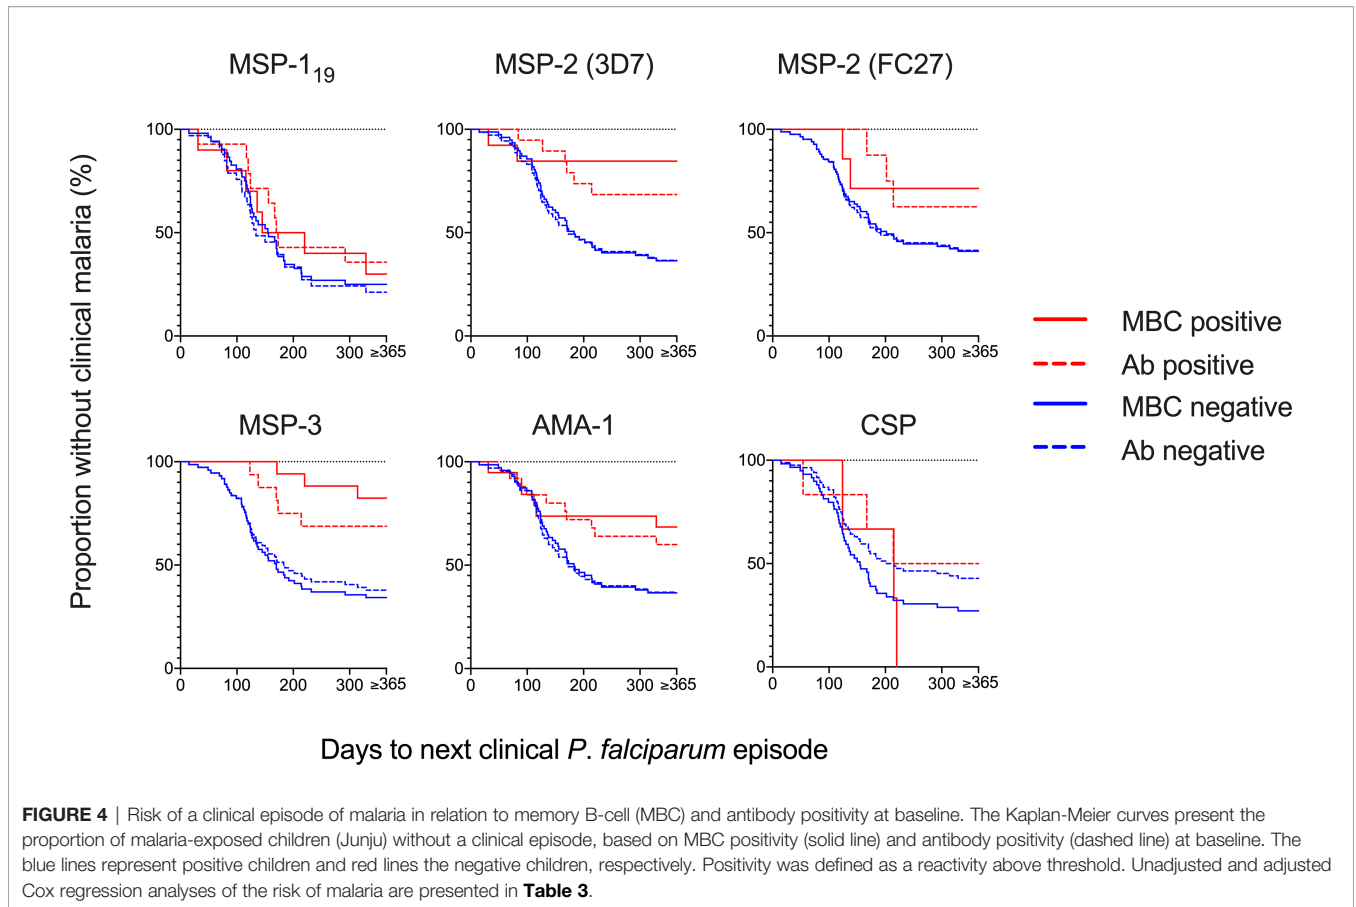 MSP-1₁₉ MSP-2 (3D7) MSP-2 (FC27)
Proportion without clinical malaria (%)
100 100 100
50 50 50
0 0 0
0 100 200 300 ≥365 0 100 200 300 ≥365 0 100 200 300 ≥365
MBC positive
Ab positive
MBC negative
Ab negative
MSP-3 AMA-1 CSP
100 100 100
50 50 50
0 0 0
0 100 200 300 ≥365 0 100 200 300 ≥365 0 100 200 300 ≥365
Days to next clinical P. falciparum episode
FIGURE 4 | Risk of a clinical episode of malaria in relation to memory B-cell (MBC) and antibody positivity at baseline. The Kaplan-Meier curves present the
proportion of malaria-exposed children (Junju) without a clinical episode, based on MBC positivity (solid line) and antibody positivity (dashed line) at baseline. The
blue lines represent positive children and red lines the negative children, respectively. Positivity was defined as a reactivity above threshold. Unadjusted and adjusted
Cox regression analyses of the risk of malaria are presented in Table 3.